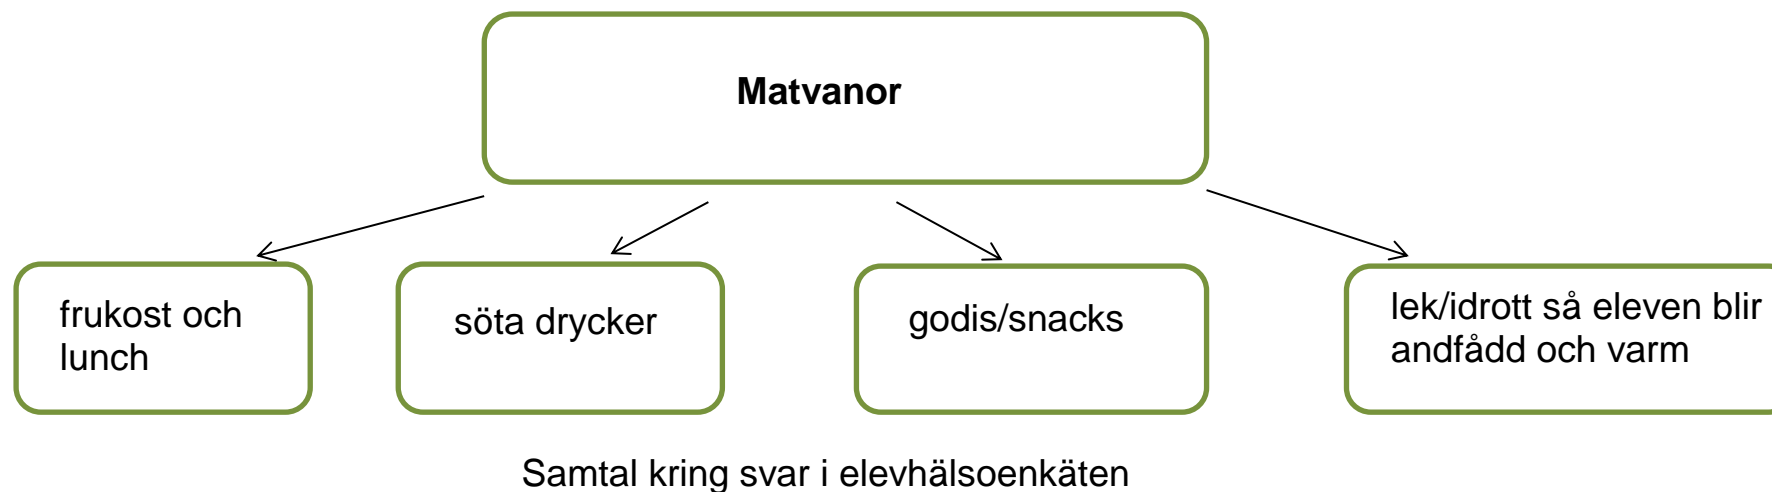 Matvanor
frukost och
lunch
söta drycker
godis/snacks
lek/idrott så eleven blir
andfådd och varm
Samtal kring svar i elevhälsoenkäten